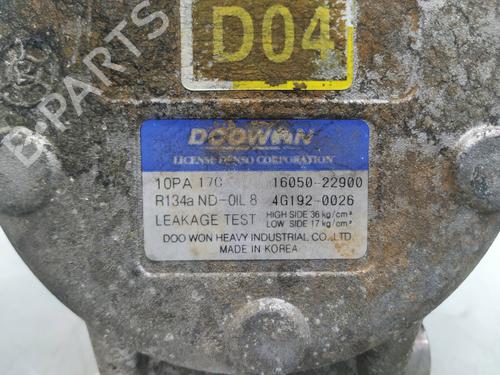 D04
DOOWON
LICENSE DENSO CORPORATION
10PA 17C 16050-22900
R134a ND-OIL 8 4G192-0026
LEAKAGE TEST HIGH SIDE 36 kg/cm²
LOW SIDE 17 kg/cm²
DOO WON HEAVY INDUSTRIAL CO., LTD.
MADE IN KOREA